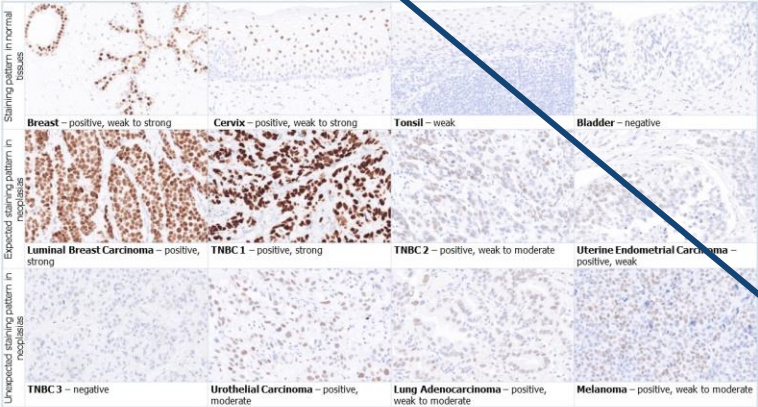 Staining pattern in normal
tissues
Breast – positive, weak to strong
Cervix – positive, weak to strong
Tonsil – weak
Bladder – negative
Expected staining pattern in
neoplasias
Luminal Breast Carcinoma – positive,
strong
TNBC 1 – positive, strong
TNBC 2 – positive, weak to moderate
Uterine Endometrial Carcinoma –
positive, weak
Unexpected staining pattern in
neoplasias
TNBC 3 – negative
Urothelial Carcinoma – positive,
moderate
Lung Adenocarcinoma – positive,
weak to moderate
Melanoma – positive, weak to moderate